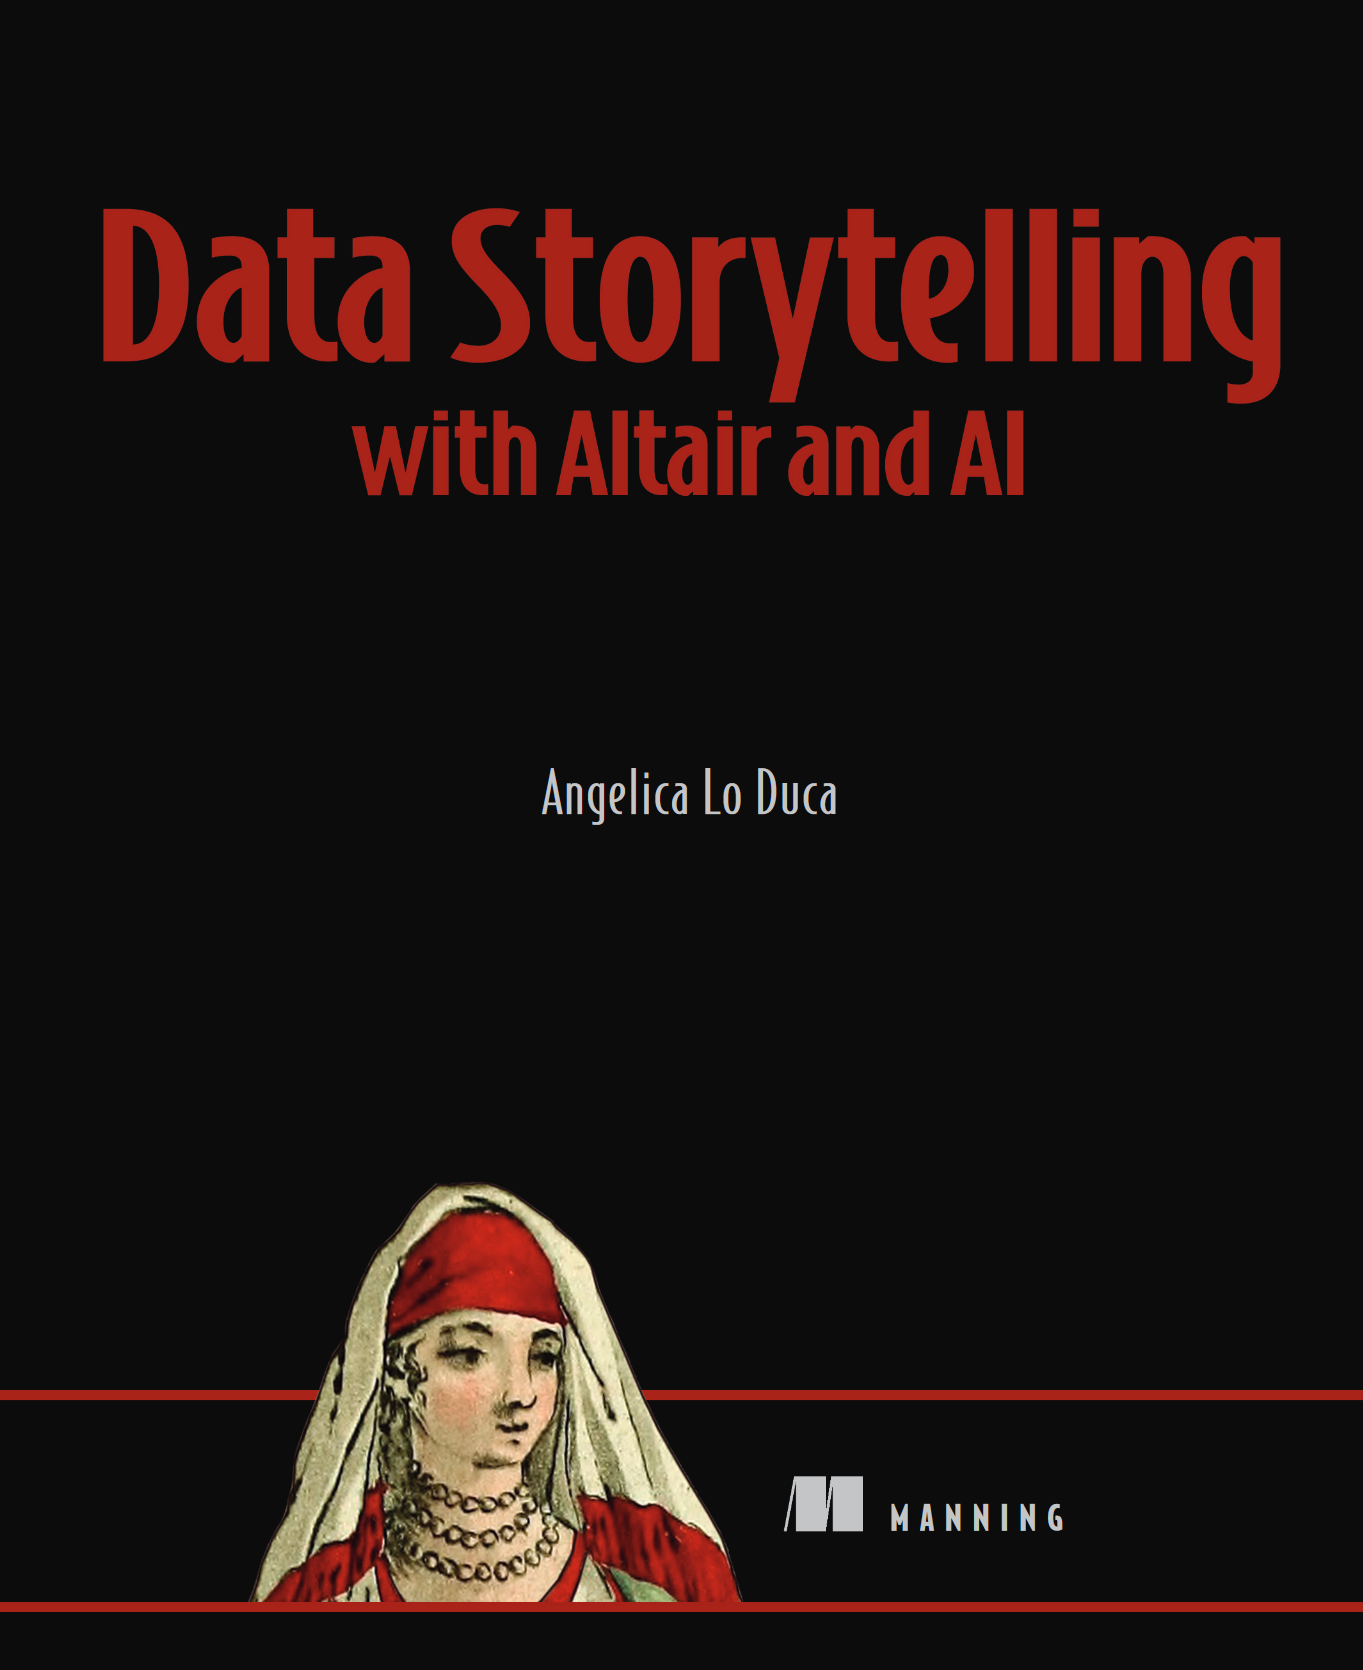 Data Storytelling
with Altair and AI
Angelica Lo Duca
MANNING